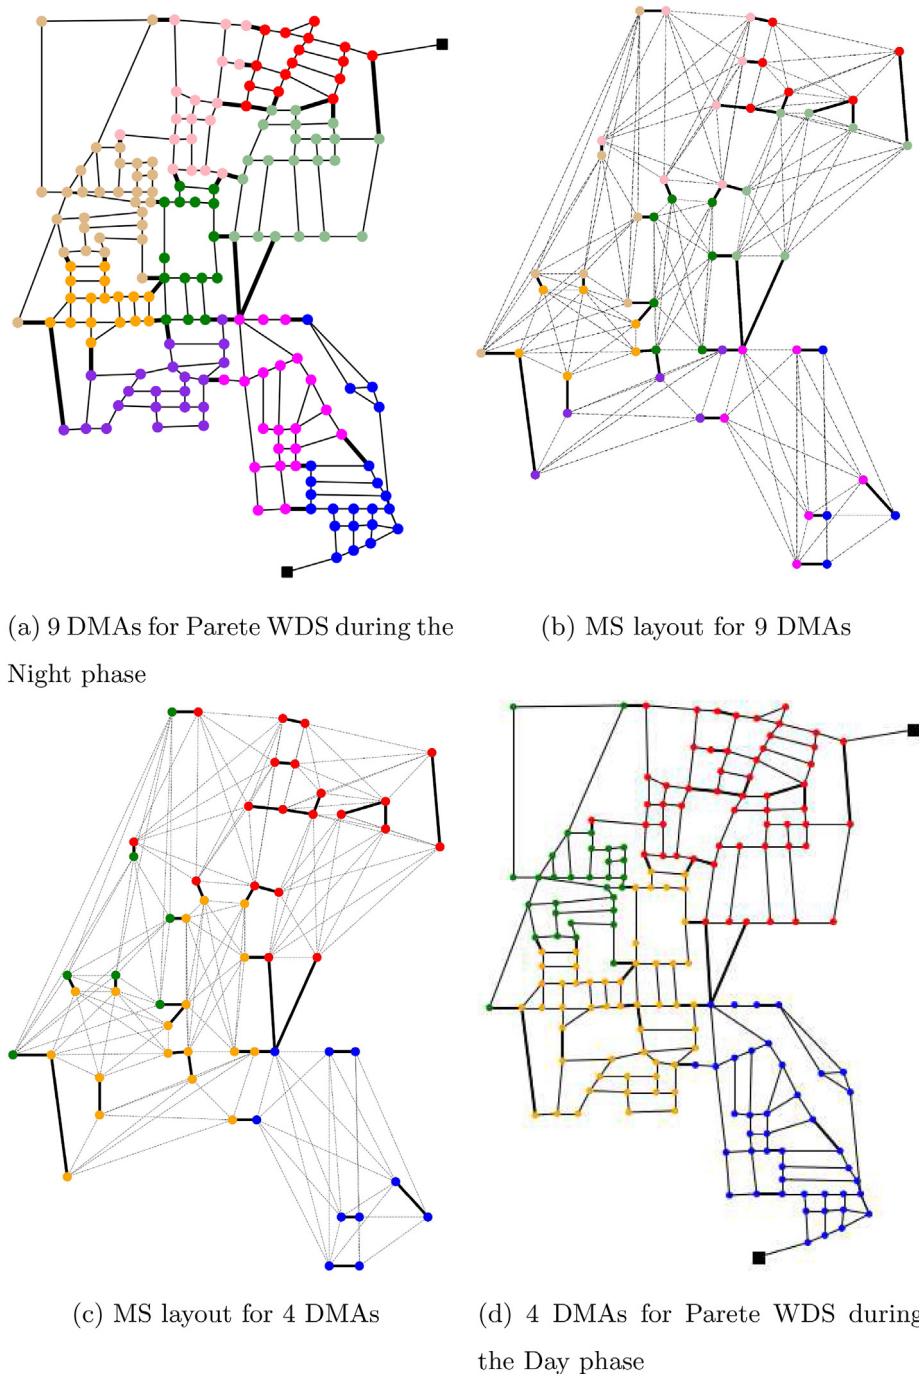 (a) 9 DMAs for Parete WDS during the
Night phase
(b) MS layout for 9 DMAs
(c) MS layout for 4 DMAs
(d) 4 DMAs for Parete WDS during
the Day phase